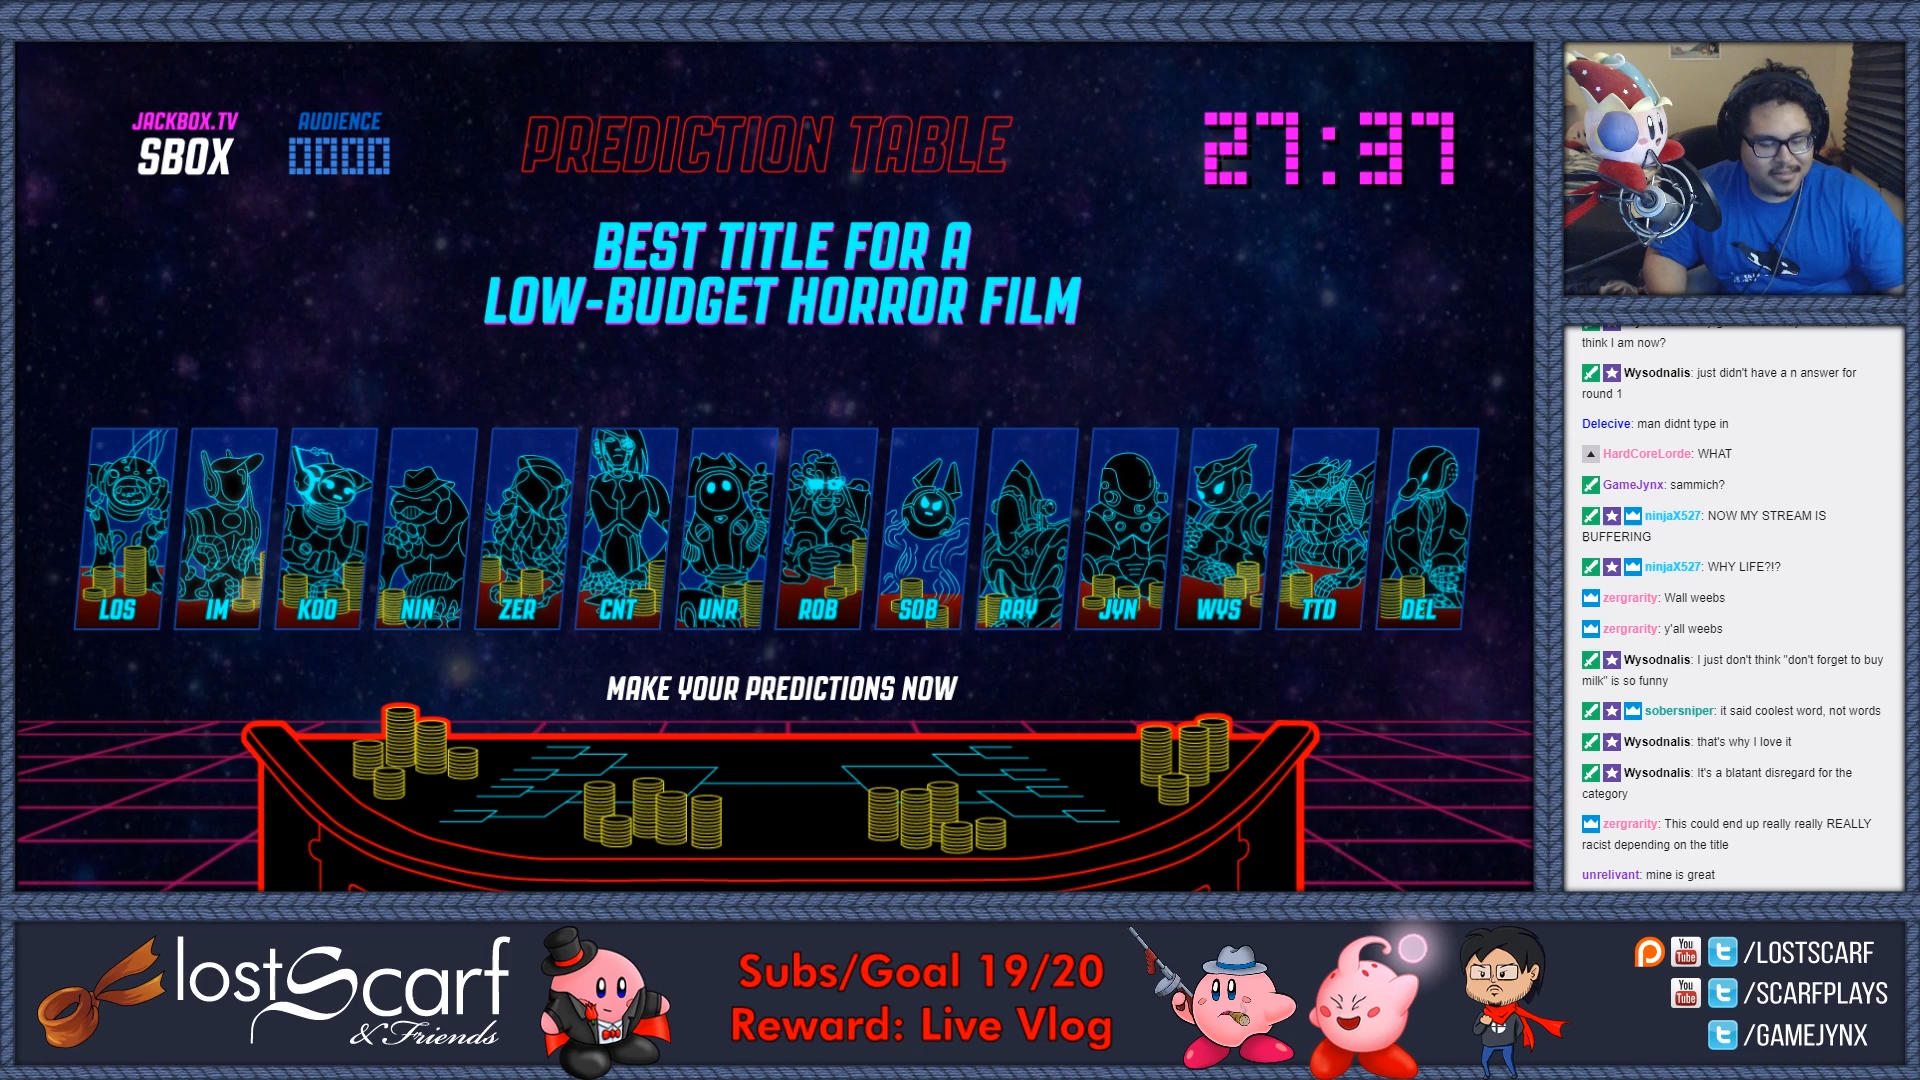 JACKBOX.TV
SBOX
AUDIENCE
0000
PREDICTION TABLE
27:37
BEST TITLE FOR A
LOW-BUDGET HORROR FILM
LOS
IM
KOO
NIN
ZER
CNT
UNR
ROB
SOB
RAY
JYN
WYS
TTD
DEL
MAKE YOUR PREDICTIONS NOW
think I am now?
Wysodnalis: just didn't have a n answer for
round 1
Delecive: man didnt type in
HardCoreLorde: WHAT
GameJynx: sammich?
ninjaX527: NOW MY STREAM IS
BUFFERING
ninjaX527: WHY LIFE?!?
zergrarity: Wall weebs
zergrarity: y'all weebs
Wysodnalis: I just don't think "don't forget to buy
milk" is so funny
sobersniper: it said coolest word, not words
Wysodnalis: that's why I love it
Wysodnalis: It's a blatant disregard for the
category
zergrarity: This could end up really really REALLY
racist depending on the title
unrelivant: mine is great
lostScarf
& Friends
Subs/Goal 19/20
Reward: Live Vlog
You Tube /LOSTSCARF
You Tube /SCARFPLAYS
/GAMEJYNX